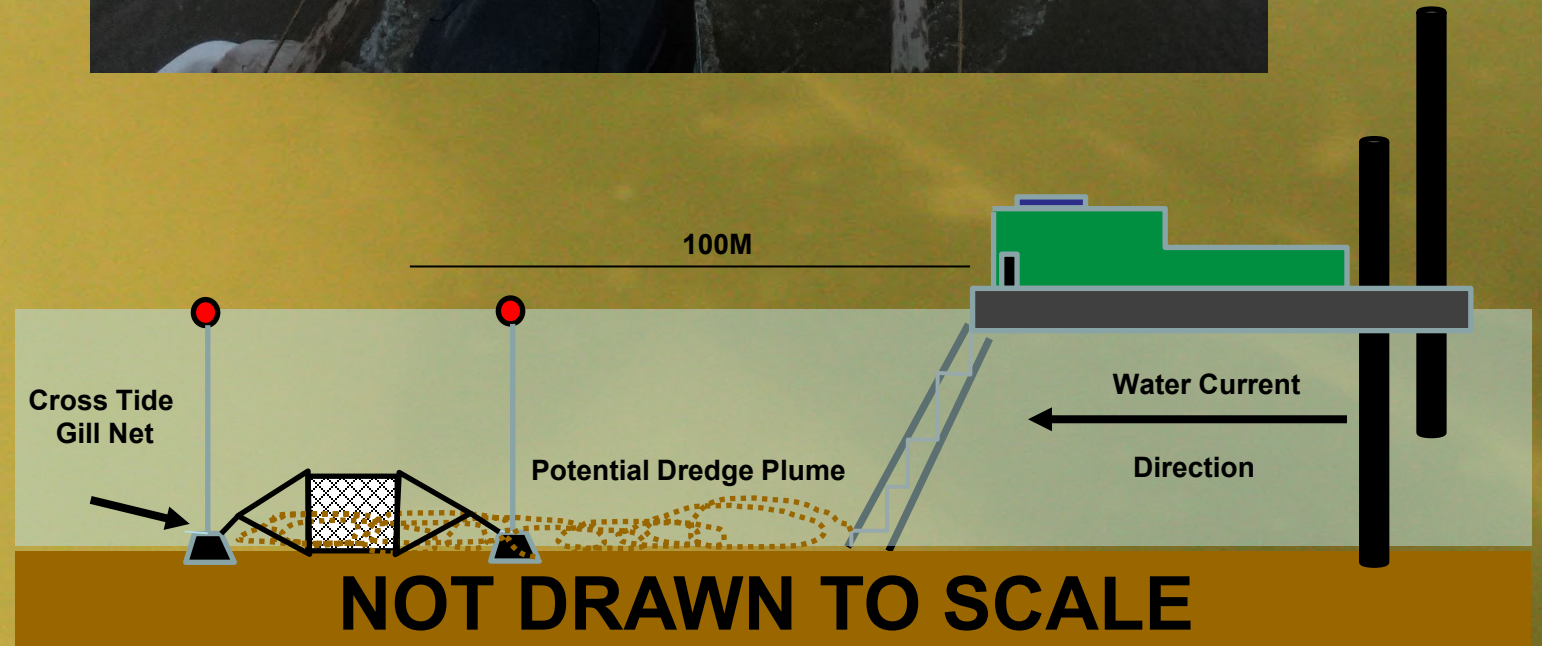 100M
Cross Tide
Gill Net
Water Current
Potential Dredge Plume
Direction
NOT DRAWN TO SCALE